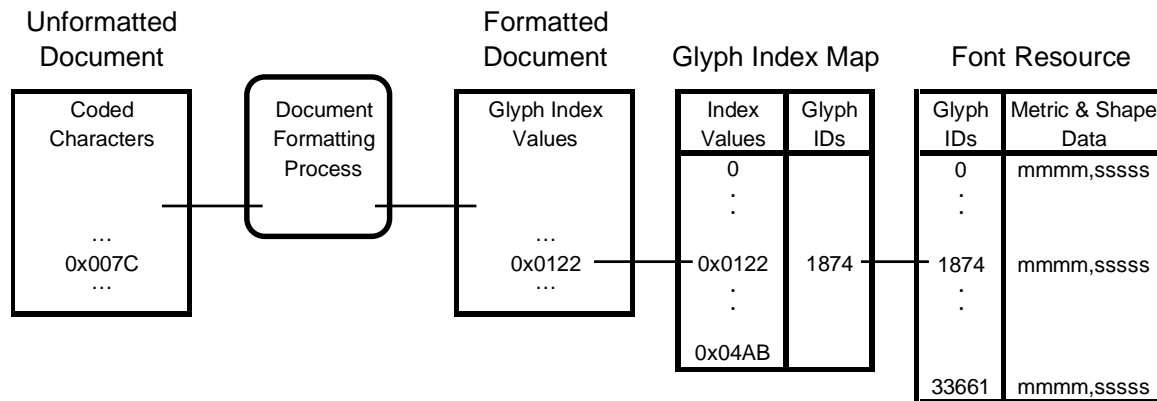 Unformatted
Document
Coded
Characters
...
0x007C
...
Document
Formatting
Process
Formatted
Document
Glyph Index
Values
...
0x0122
...
Glyph Index Map
Index
Values
Glyph
IDs
0
.
.
0x0122
1874
.
.
0x04AB
Font Resource
Glyph
IDs
Metric & Shape
Data
0
mmmm,sssss
.
.
1874
mmmm,sssss
.
.
33661
mmmm,sssss